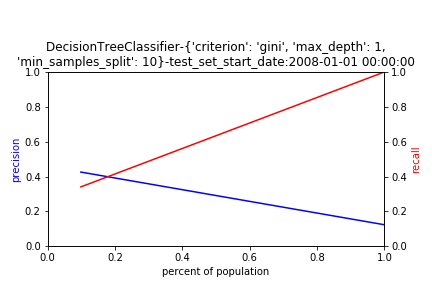 DecisionTreeClassifier-{'criterion': 'gini', 'max_depth': 1,
'min_samples_split': 10}-test_set_start_date:2008-01-01 00:00:00
1.0
0.8
0.6
0.4
0.2
0.0
precision
1.0
0.8
0.6
0.4
0.2
0.0
recall
0.0 0.2 0.4 0.6 0.8 1.0
percent of population